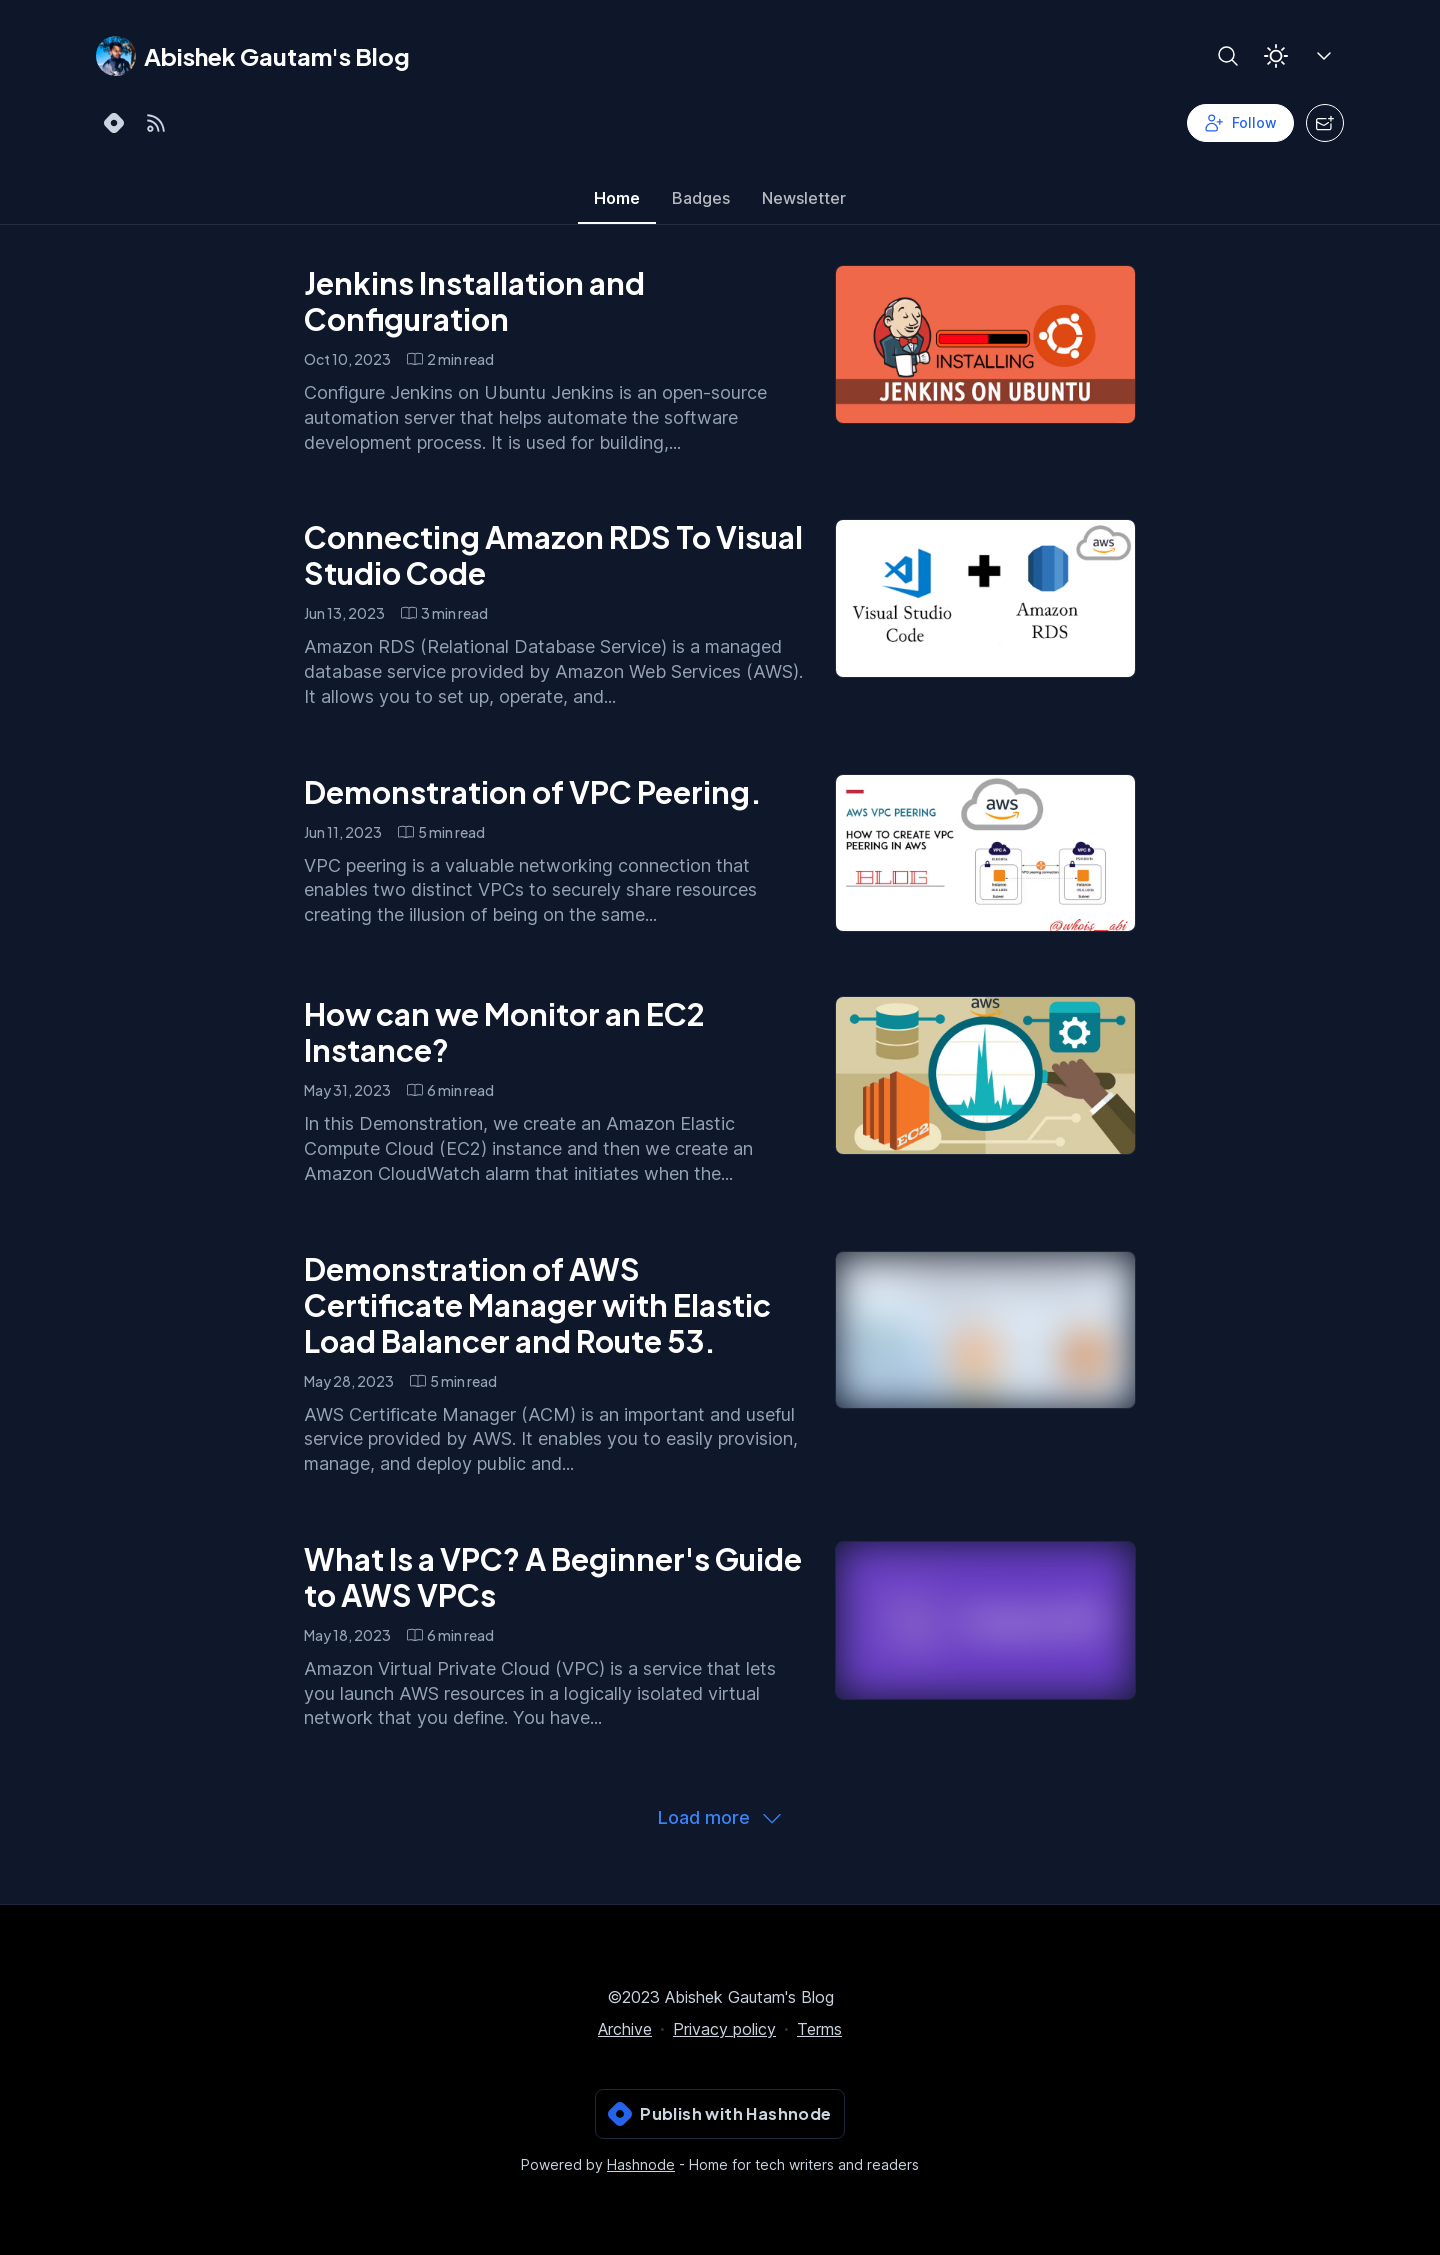 Abishek Gautam's Blog
Follow
Home
Badges
Newsletter
Jenkins Installation and
Configuration
Oct 10, 2023
2 min read
Configure Jenkins on Ubuntu Jenkins is an open-source
automation server that helps automate the software
development process. It is used for building,...
INSTALLING
JENKINS ON UBUNTU
Connecting Amazon RDS To Visual
Studio Code
Jun 13, 2023
3 min read
Amazon RDS (Relational Database Service) is a managed
database service provided by Amazon Web Services (AWS).
It allows you to set up, operate, and...
aws
Visual Studio
Code
Amazon
RDS
Demonstration of VPC Peering.
Jun 11, 2023
5 min read
VPC peering is a valuable networking connection that
enables two distinct VPCs to securely share resources
creating the illusion of being on the same...
aws
AWS VPC PEERING
HOW TO CREATE VPC
PEERING IN AWS
BLOG
VPC A
VPC B
VPC peering connection
@whois__abi
How can we Monitor an EC2
Instance?
May 31, 2023
6 min read
In this Demonstration, we create an Amazon Elastic
Compute Cloud (EC2) instance and then we create an
Amazon CloudWatch alarm that initiates when the...
aws
EC2
Demonstration of AWS
Certificate Manager with Elastic
Load Balancer and Route 53.
May 28, 2023
5 min read
AWS Certificate Manager (ACM) is an important and useful
service provided by AWS. It enables you to easily provision,
manage, and deploy public and...
What Is a VPC? A Beginner's Guide
to AWS VPCs
May 18, 2023
6 min read
Amazon Virtual Private Cloud (VPC) is a service that lets
you launch AWS resources in a logically isolated virtual
network that you define. You have...
Load more
©2023 Abishek Gautam's Blog
Archive · Privacy policy · Terms
Publish with Hashnode
Powered by Hashnode - Home for tech writers and readers